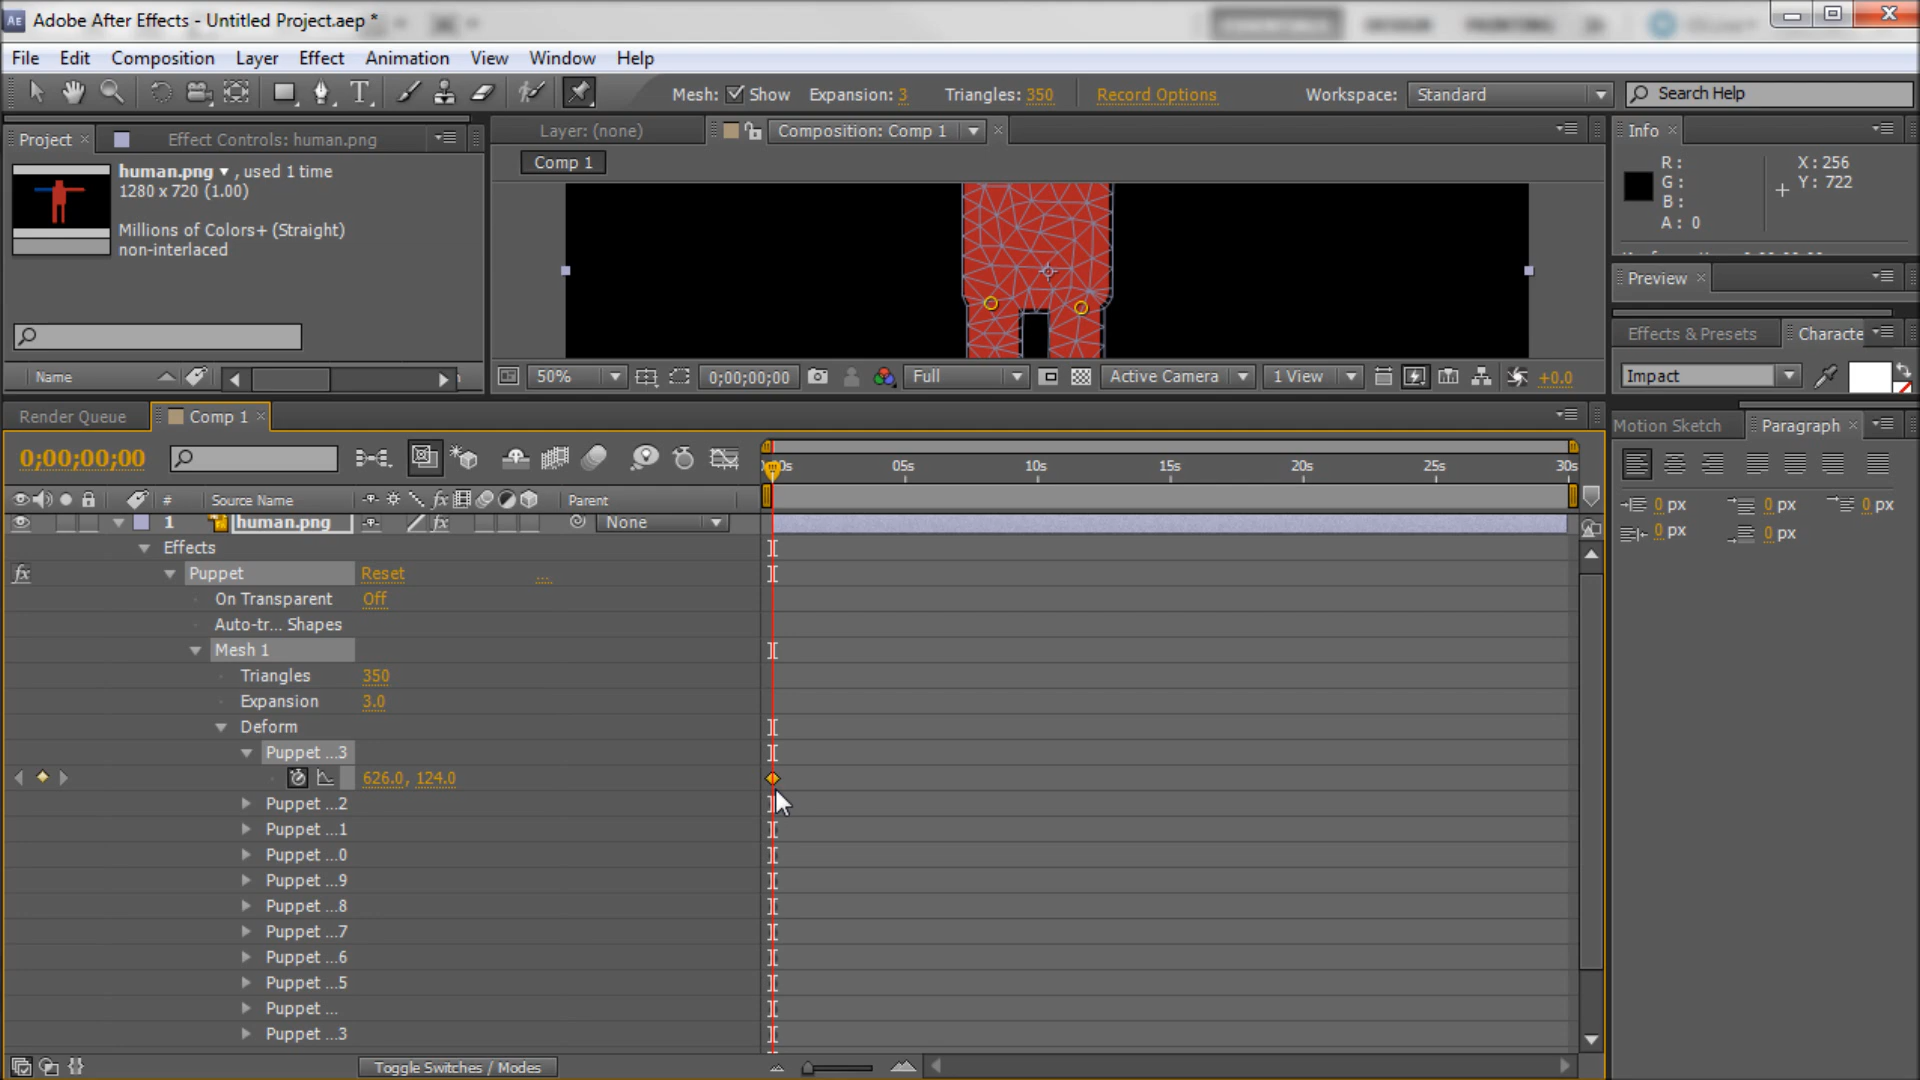 Adobe After Effects - Untitled Project.aep *
File Edit Composition Layer Effect Animation View Window Help
Mesh: Show Expansion: 3 Triangles: 350 Record Options Workspace: Standard Search Help
Project Effect Controls: human.png
Layer: (none) Composition: Comp 1
Info
human.png , used 1 time
1280 x 720 (1.00)
Millions of Colors+ (Straight)
non-interlaced
Comp 1
R: X: 256
G: Y: 722
B:
A: 0
Preview
Effects & Presets Characte
Name
50% 0;00;00;00 Full Active Camera 1 View +0.0
Impact
Render Queue Comp 1
Motion Sketch Paragraph
0;00;00;00
05s 10s 15s 20s 25s 30s
# Source Name Parent
0 px 0 px 0 px
0 px 0 px
1 human.png fx None
Effects
fx Puppet Reset ...
On Transparent Off
Auto-tr... Shapes
Mesh 1
Triangles 350
Expansion 3.0
Deform
Puppet ...3
626.0, 124.0
Puppet ...2
Puppet ...1
Puppet ...0
Puppet ...9
Puppet ...8
Puppet ...7
Puppet ...6
Puppet ...5
Puppet ...
Puppet ...3
Toggle Switches / Modes